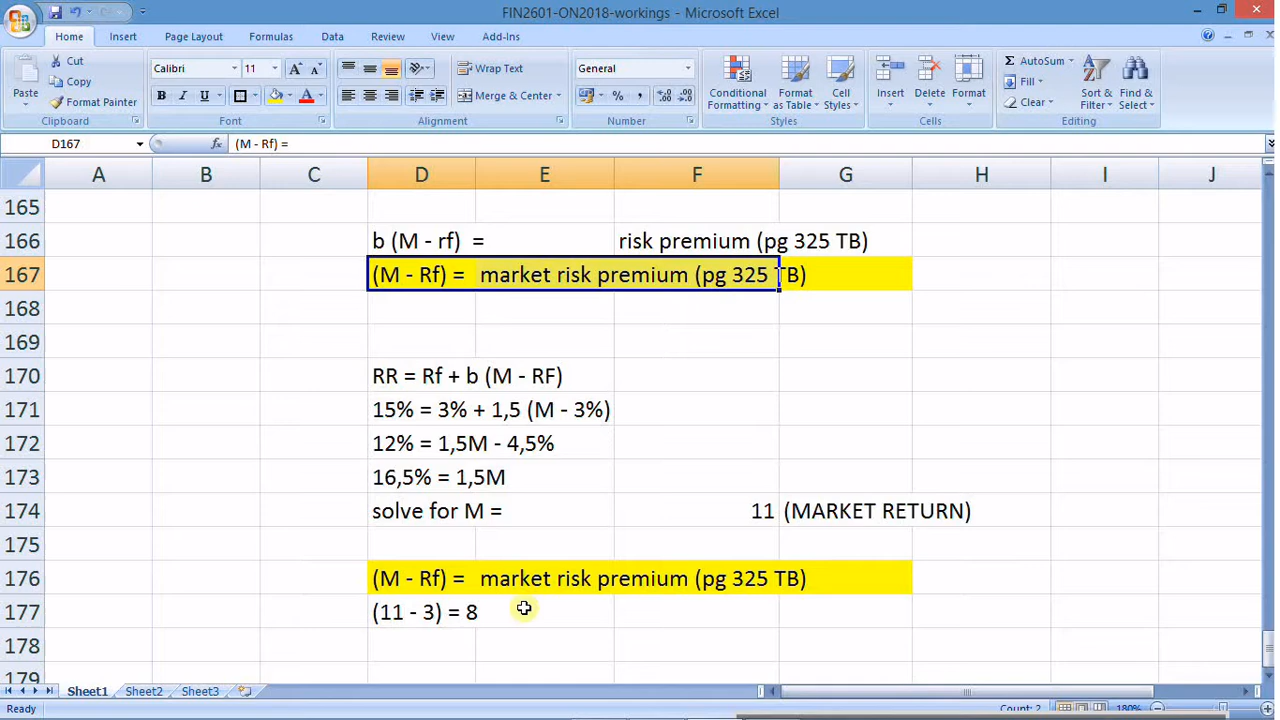 FIN2601-ON2018-workings - Microsoft Excel
Home Insert Page Layout Formulas Data Review View Add-Ins
Paste
Cut
Copy
Format Painter
Clipboard
Calibri 11
B I U
Font
Wrap Text
Merge & Center
Alignment
General
Number
Conditional Formatting
Format as Table
Cell Styles
Styles
Insert
Delete
Format
Cells
Σ AutoSum
Fill
Clear
Sort & Filter
Find & Select
Editing
D167 fx (M - Rf) =
A B C D E F G H I J
165
166 b (M - rf) = risk premium (pg 325 TB)
167 (M - Rf) = market risk premium (pg 325 TB)
168
169
170 RR = Rf + b (M - RF)
171 15% = 3% + 1,5 (M - 3%)
172 12% = 1,5M - 4,5%
173 16,5% = 1,5M
174 solve for M = 11 (MARKET RETURN)
175
176 (M - Rf) = market risk premium (pg 325 TB)
177 (11 - 3) = 8
178
179
Sheet1 Sheet2 Sheet3
Ready Count: 2 180%